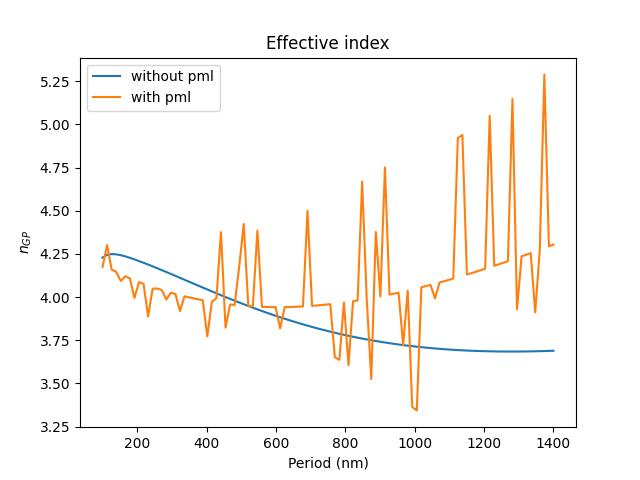 Effective index
without pml
with pml
5.25
5.00
4.75
4.50
4.25
4.00
3.75
3.50
3.25
n_GP
200 400 600 800 1000 1200 1400
Period (nm)